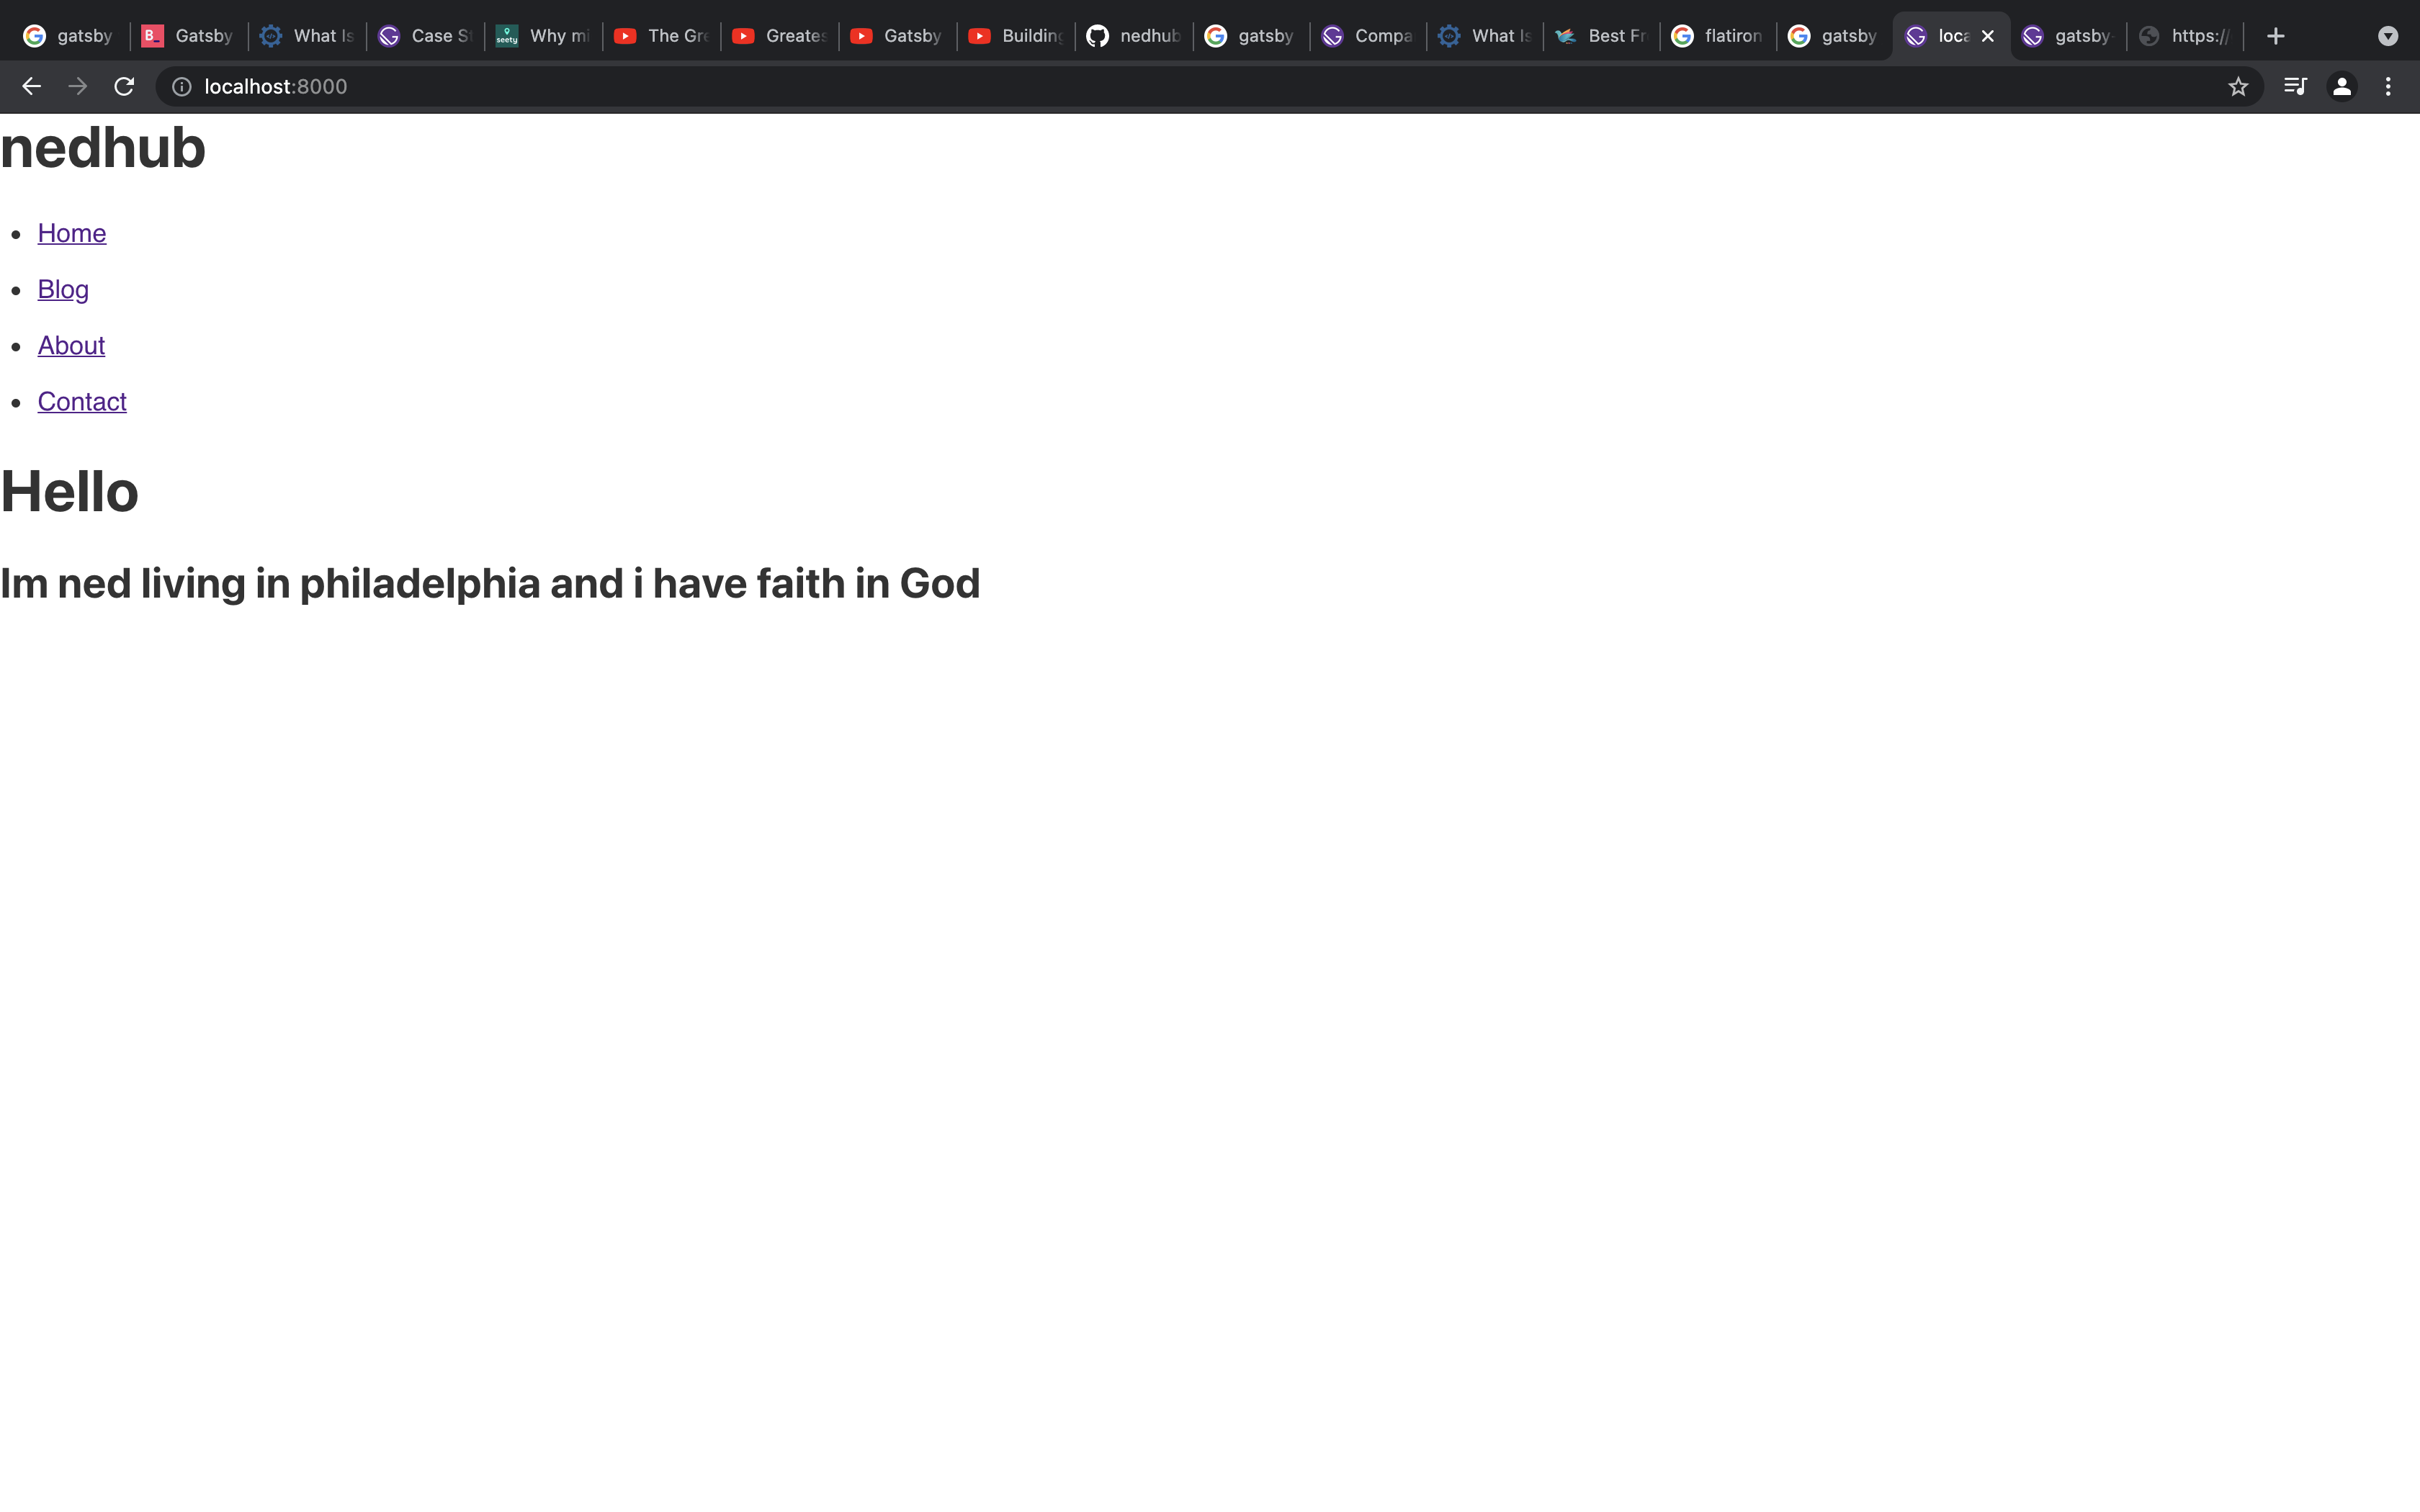 gatsby Gatsby What Is Case St Why mi The Gre Greates Gatsby Building nedhub gatsby Compa What Is Best Fr flatiron gatsby loca gatsby- https://
localhost:8000
nedhub
Home
Blog
About
Contact
Hello
Im ned living in philadelphia and i have faith in God